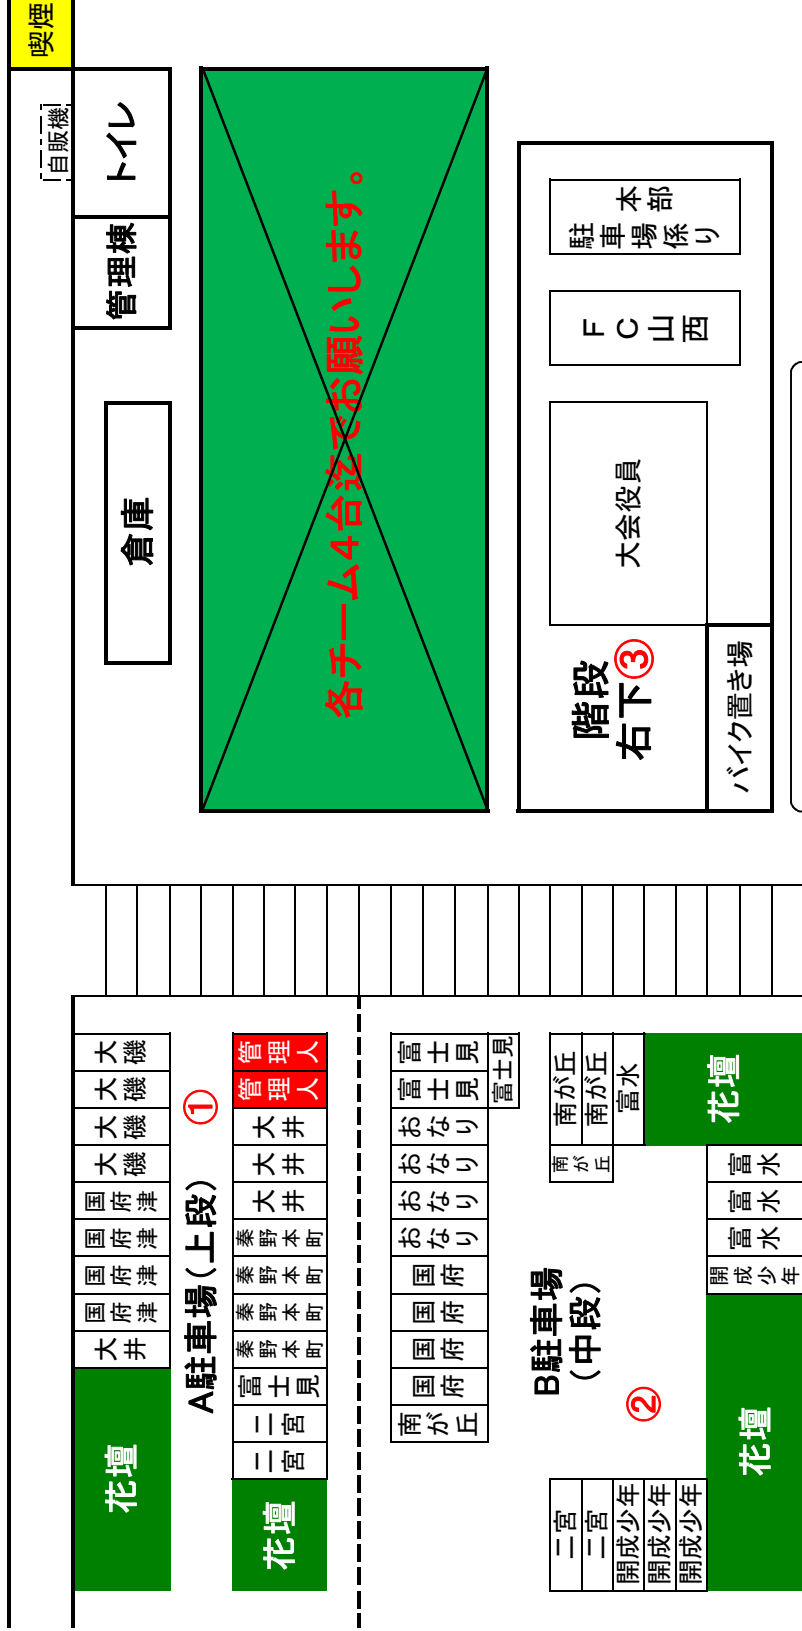 喫煙
自販機
トイレ
管理棟
倉庫
各チーム4台迄でお願いします。
本部
駐車場係り
FC山西
大会役員
階段
右下③
バイク置き場
大磯
大磯
大磯
大磯
国府津
国府津
国府津
国府津
大井
花壇
①
A駐車場(上段)
管理人
管理人
大井
大井
大井
秦野本町
秦野本町
秦野本町
秦野本町
富士見
二宮
二宮
花壇
富士見
富士見
富士見
おなり
おなり
おなり
おなり
国府
国府
国府
国府
南が丘
南が丘
南が丘
富水
南が丘
花壇
富水
富水
富水
開成少年
B駐車場
(中段)
②
花壇
二宮
二宮
開成少年
開成少年
開成少年